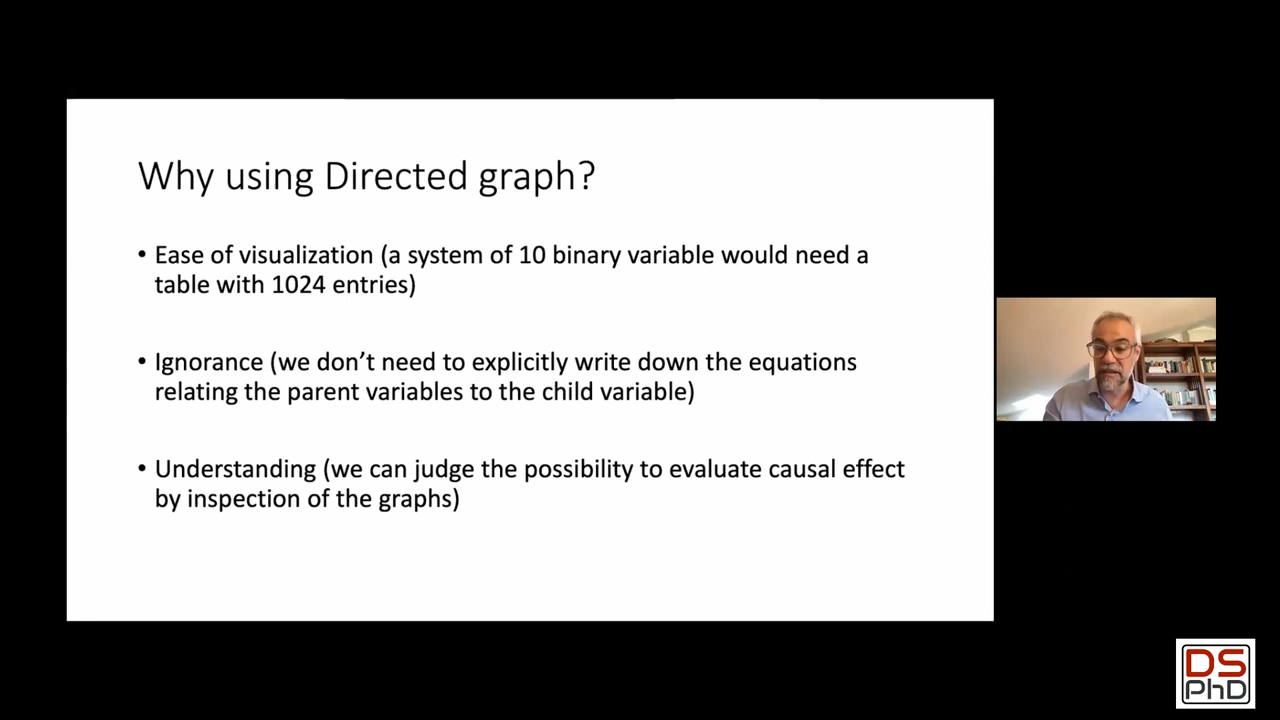 Why using Directed graph?
• Ease of visualization (a system of 10 binary variable would need a
table with 1024 entries)
• Ignorance (we don’t need to explicitly write down the equations
relating the parent variables to the child variable)
• Understanding (we can judge the possibility to evaluate causal effect
by inspection of the graphs)
DS
PhD